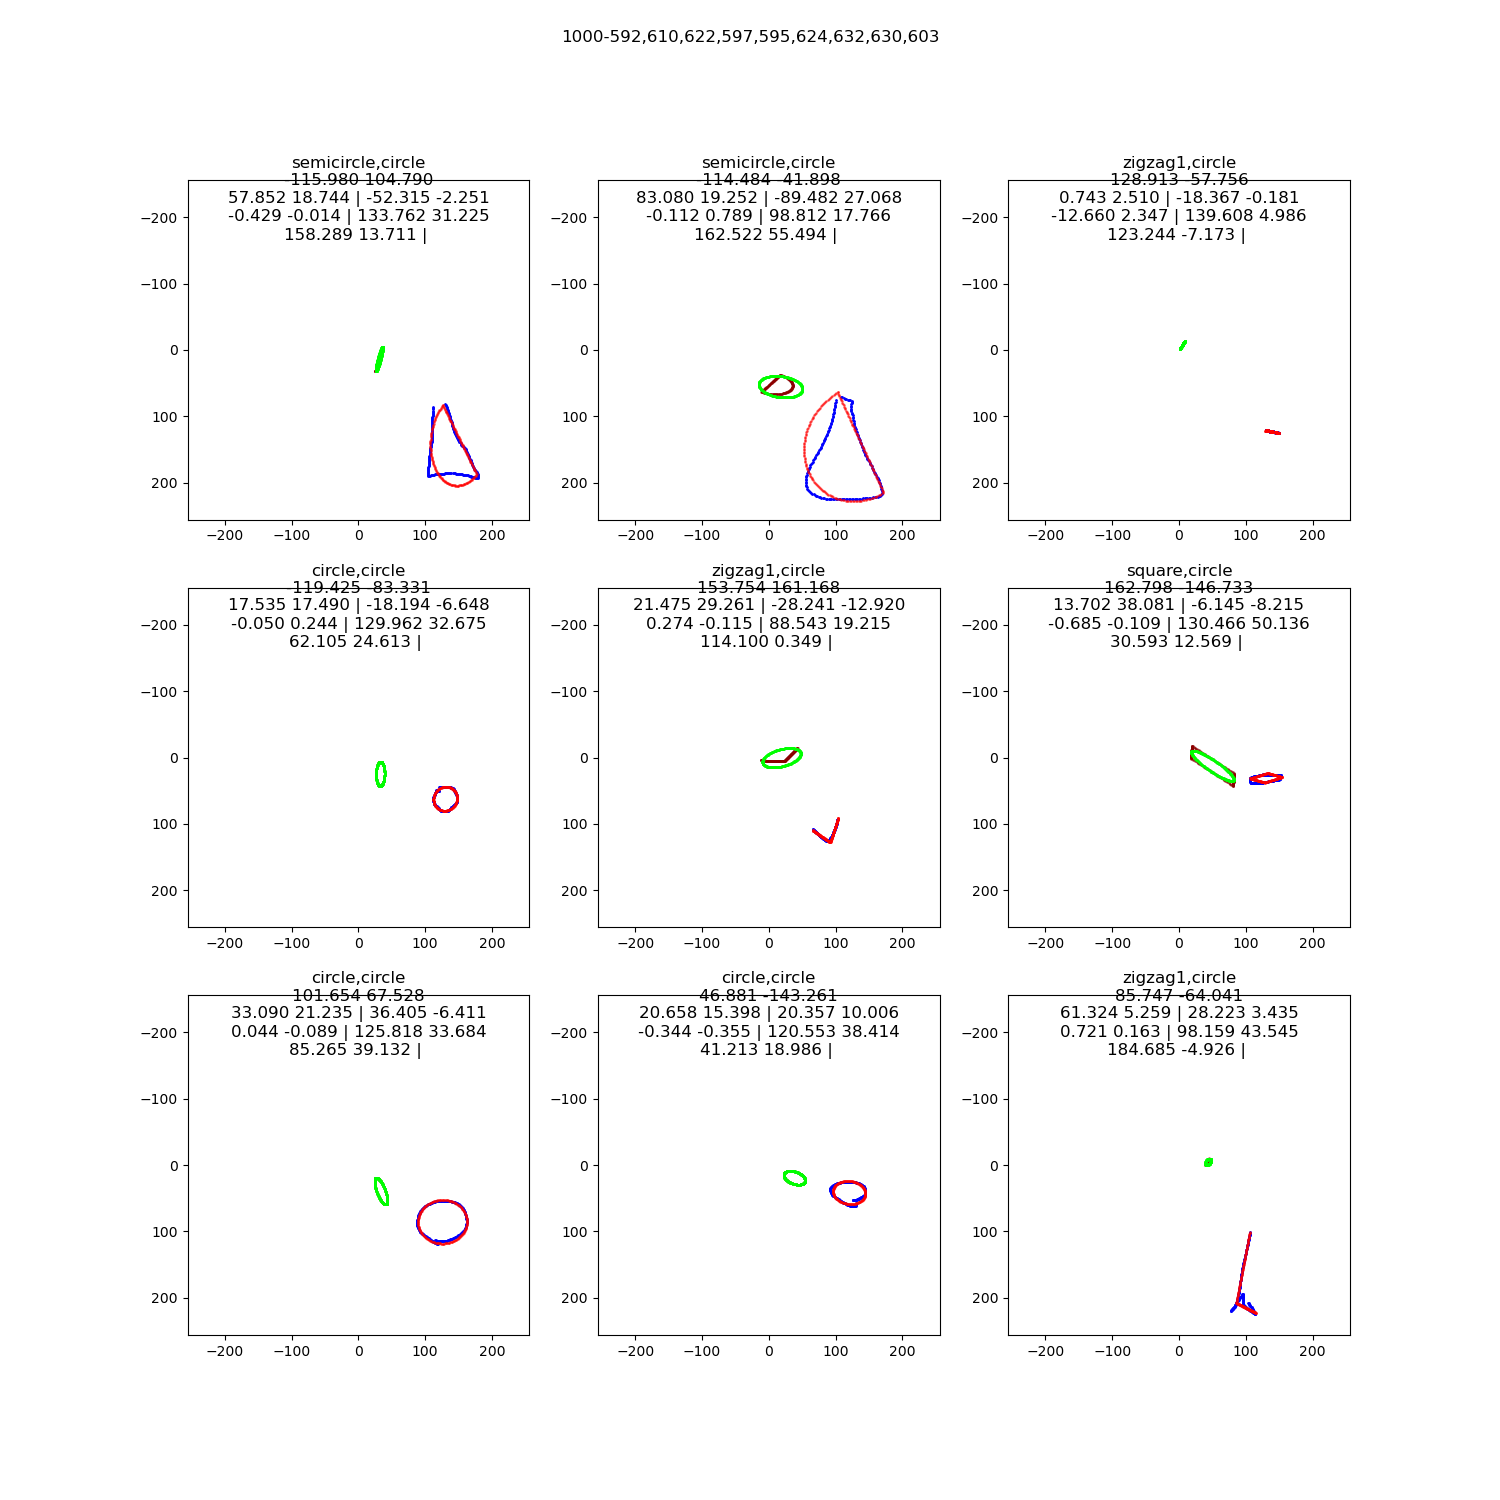 1000-592,610,622,597,595,624,632,630,603
semicircle,circle
-115.980 104.790
57.852 18.744 | -52.315 -2.251
-0.429 -0.014 | 133.762 31.225
158.289 13.711 |
−200
−100
0
100
200
−200 −100 0 100 200
semicircle,circle
-114.484 -41.898
83.080 19.252 | -89.482 27.068
-0.112 0.789 | 98.812 17.766
162.522 55.494 |
−200
−100
0
100
200
−200 −100 0 100 200
zigzag1,circle
128.913 -57.756
0.743 2.510 | -18.367 -0.181
-12.660 2.347 | 139.608 4.986
123.244 -7.173 |
−200
−100
0
100
200
−200 −100 0 100 200
circle,circle
-119.425 -83.331
17.535 17.490 | -18.194 -6.648
-0.050 0.244 | 129.962 32.675
62.105 24.613 |
−200
−100
0
100
200
−200 −100 0 100 200
zigzag1,circle
153.754 161.168
21.475 29.261 | -28.241 -12.920
0.274 -0.115 | 88.543 19.215
114.100 0.349 |
−200
−100
0
100
200
−200 −100 0 100 200
square,circle
162.798 -146.733
13.702 38.081 | -6.145 -8.215
-0.685 -0.109 | 130.466 50.136
30.593 12.569 |
−200
−100
0
100
200
−200 −100 0 100 200
circle,circle
101.654 67.528
33.090 21.235 | 36.405 -6.411
0.044 -0.089 | 125.818 33.684
85.265 39.132 |
−200
−100
0
100
200
−200 −100 0 100 200
circle,circle
46.881 -143.261
20.658 15.398 | 20.357 10.006
-0.344 -0.355 | 120.553 38.414
41.213 18.986 |
−200
−100
0
100
200
−200 −100 0 100 200
zigzag1,circle
85.747 -64.041
61.324 5.259 | 28.223 3.435
0.721 0.163 | 98.159 43.545
184.685 -4.926 |
−200
−100
0
100
200
−200 −100 0 100 200